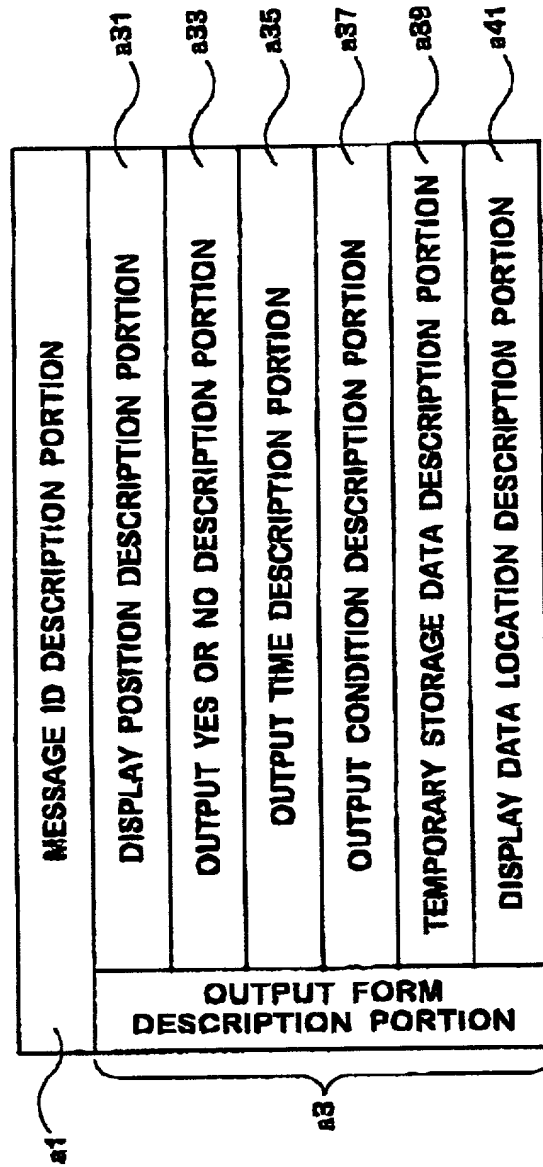 a1
MESSAGE ID DESCRIPTION PORTION
a3
OUTPUT FORM
DESCRIPTION PORTION
DISPLAY POSITION DESCRIPTION PORTION
a31
OUTPUT YES OR NO DESCRIPTION PORTION
a33
OUTPUT TIME DESCRIPTION PORTION
a35
OUTPUT CONDITION DESCRIPTION PORTION
a37
TEMPORARY STORAGE DATA DESCRIPTION PORTION
a39
DISPLAY DATA LOCATION DESCRIPTION PORTION
a41